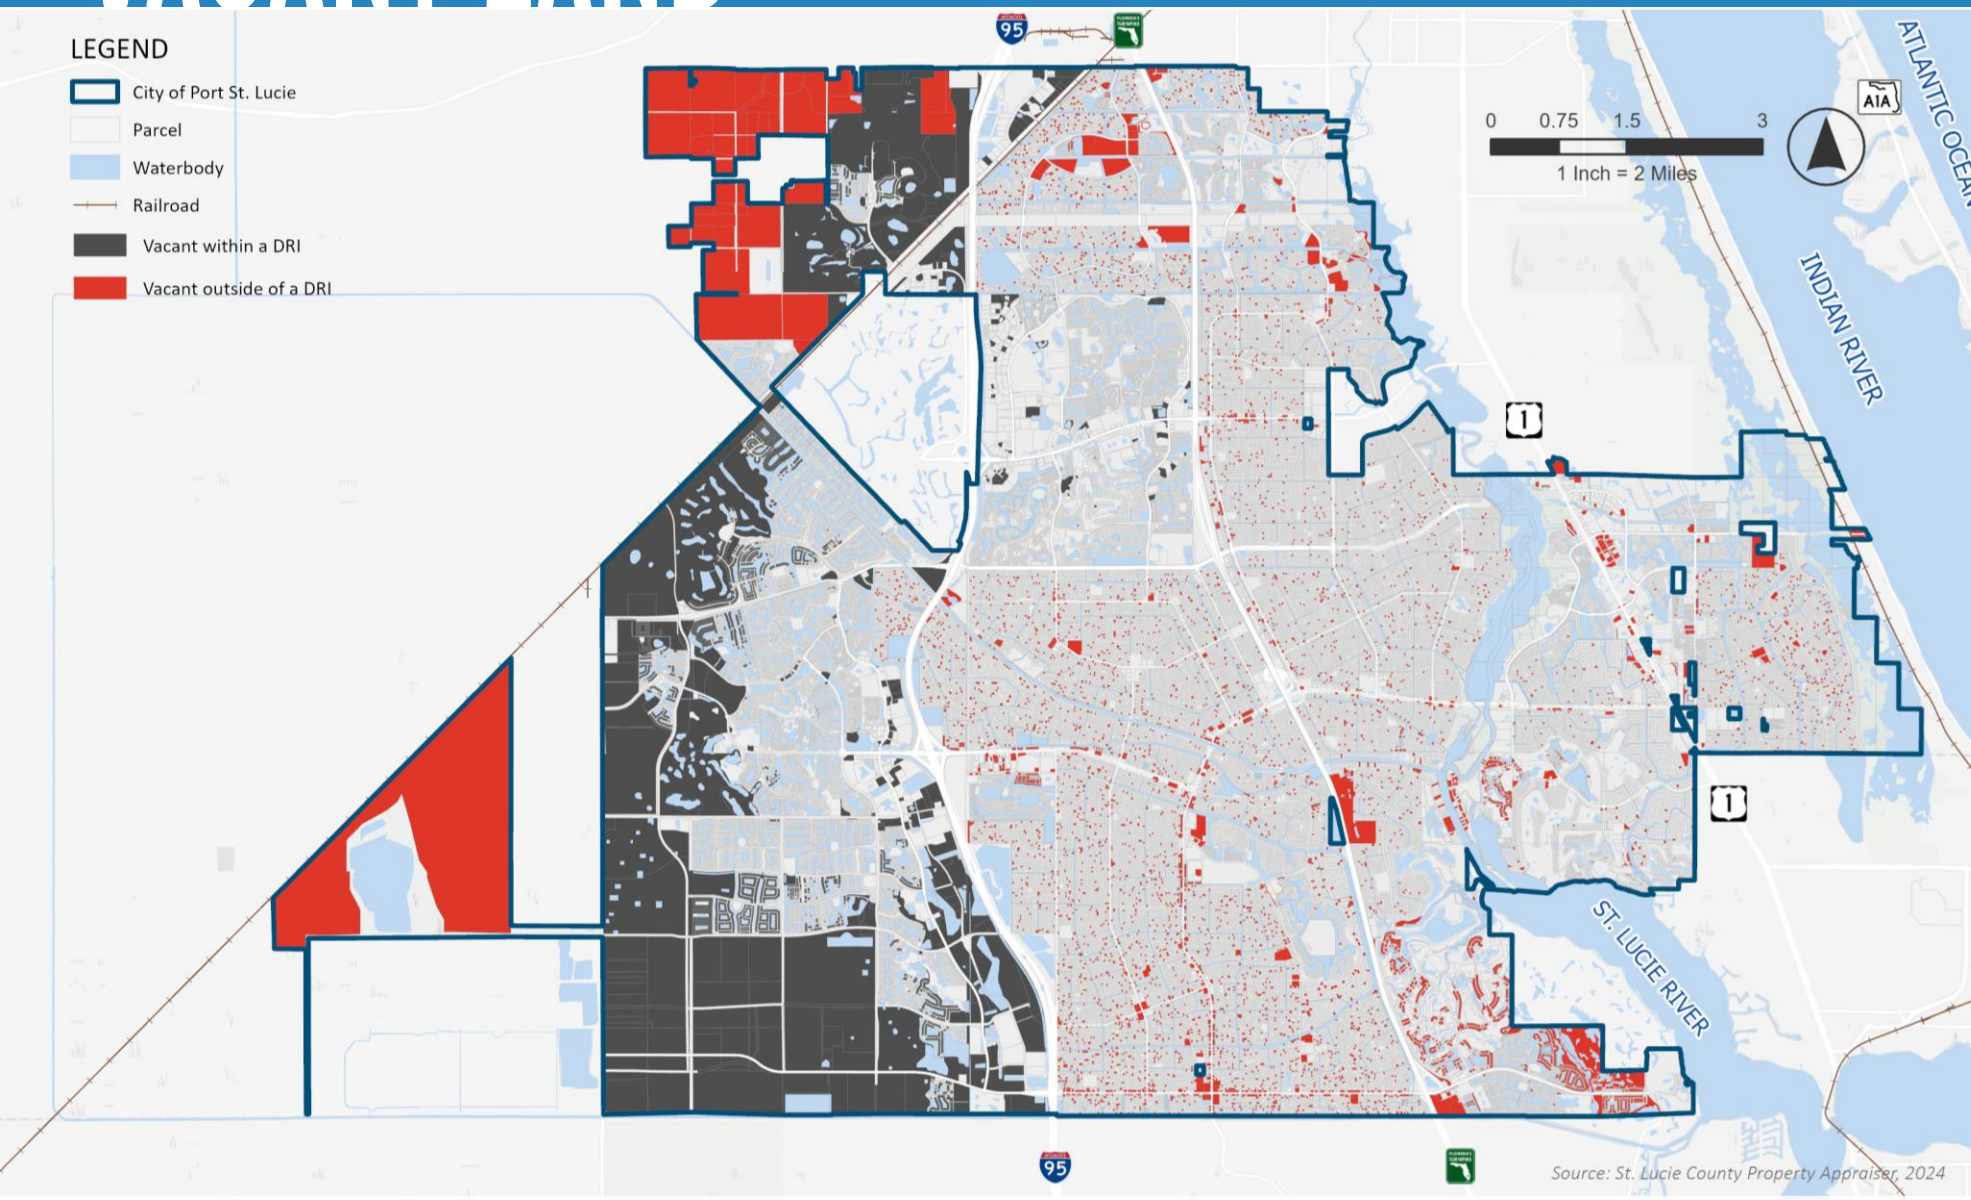 VACANT LAND
LEGEND
City of Port St. Lucie
Parcel
Waterbody
Railroad
Vacant within a DRI
Vacant outside of a DRI
95
A1A
ATLANTIC OCEAN
0 0.75 1.5 3
1 Inch = 2 Miles
INDIAN RIVER
1
1
ST. LUCIE RIVER
95
Source: St. Lucie County Property Appraiser, 2024